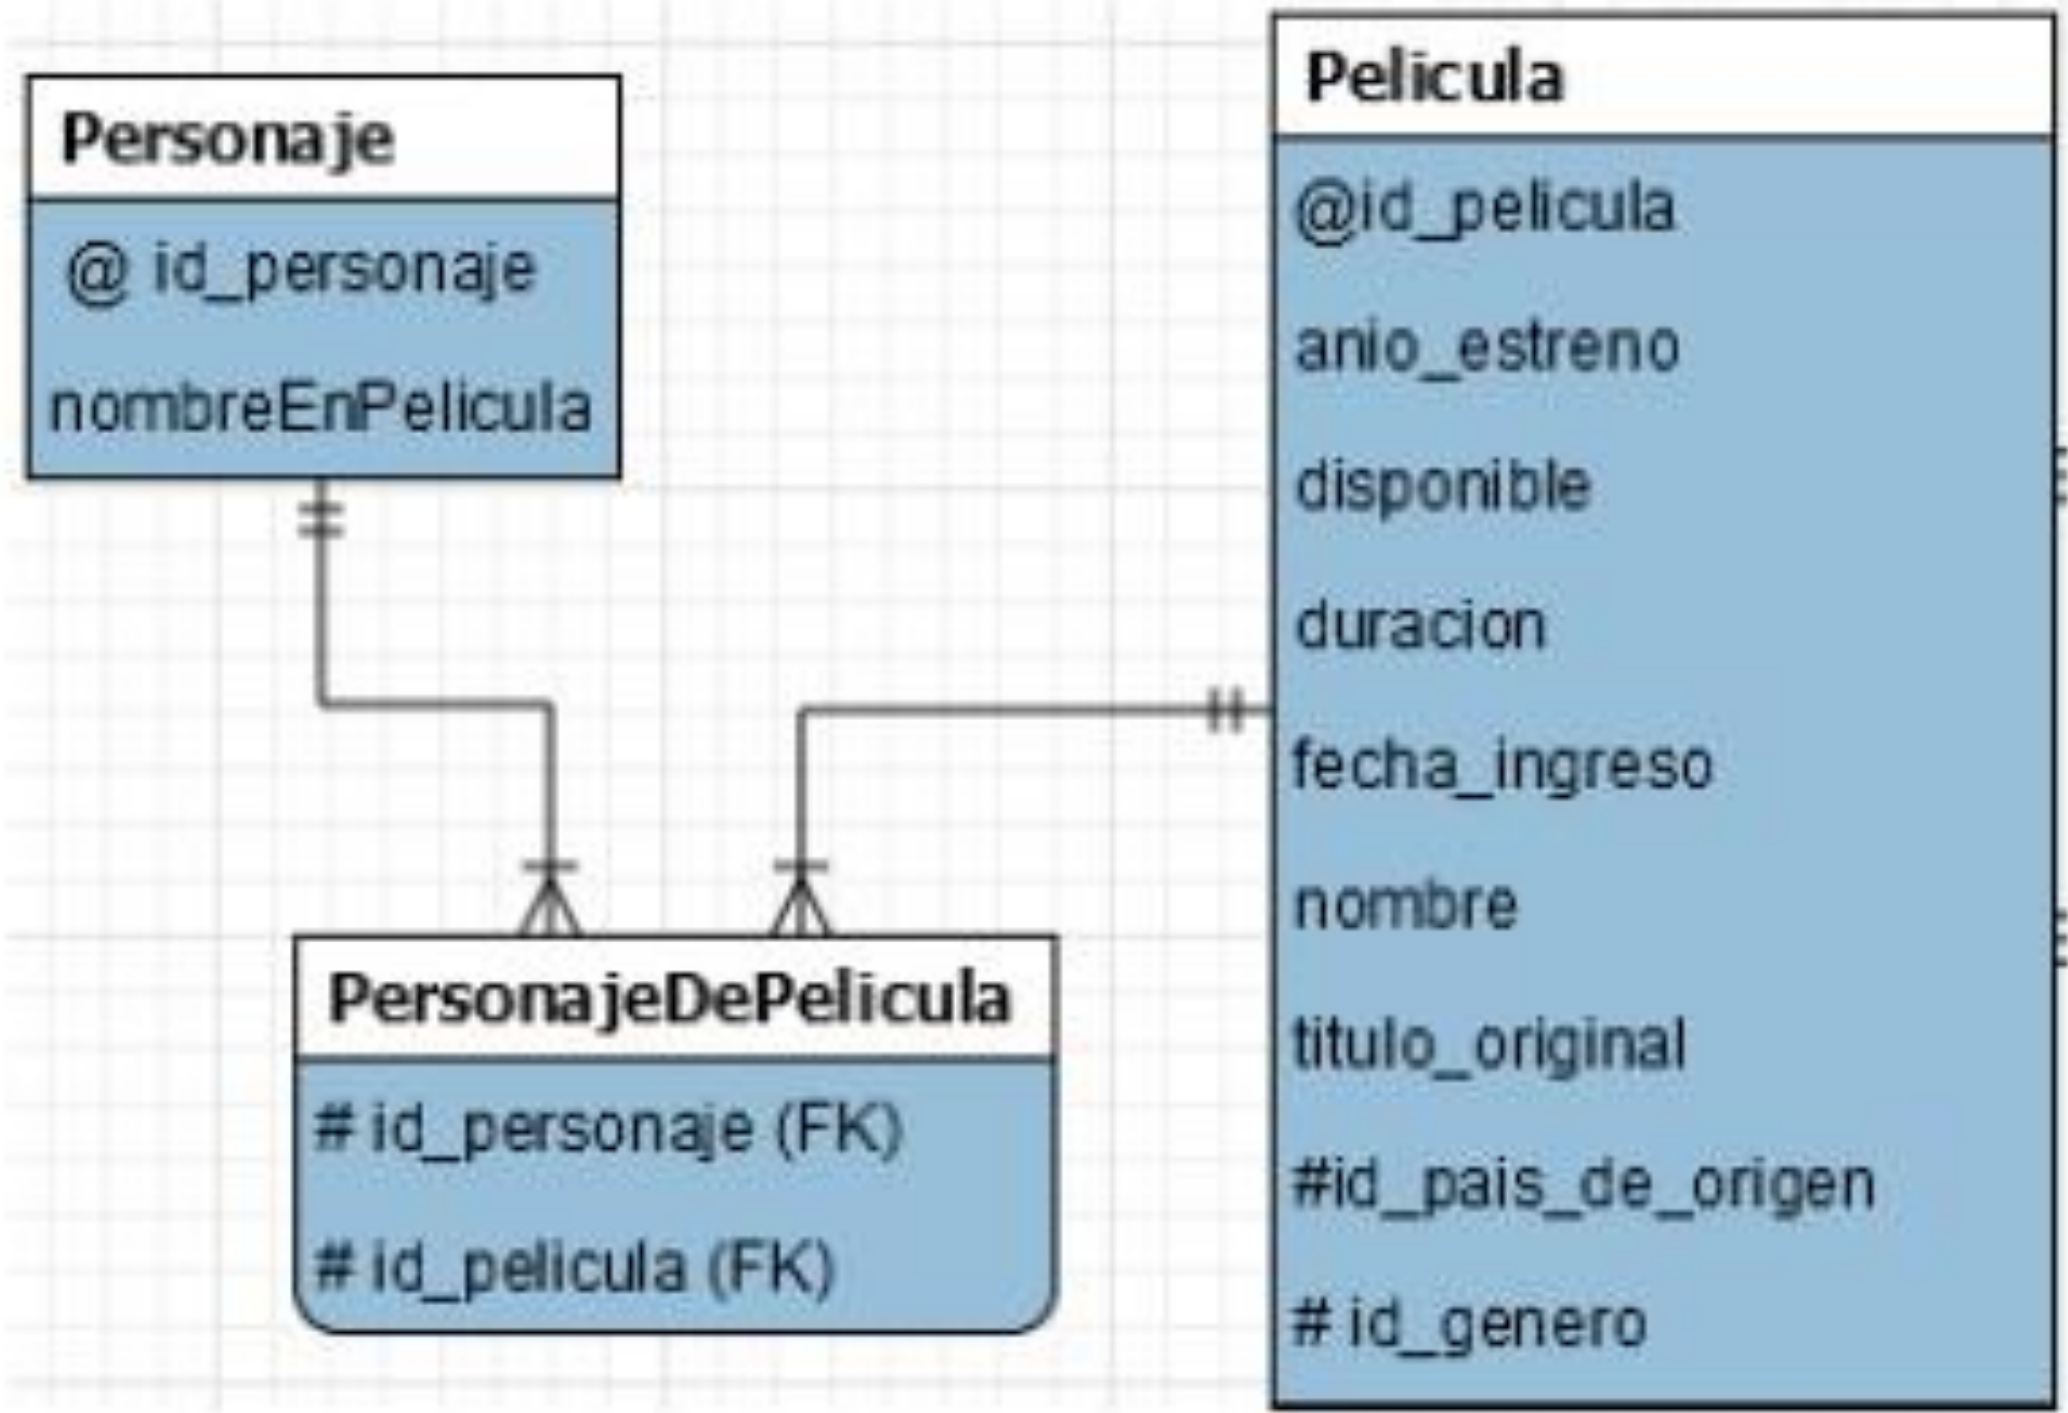 Personaje
@ id_personaje
nombreEnPelicula
Pelicula
@id_pelicula
anio_estreno
disponible
duracion
fecha_ingreso
nombre
titulo_original
#id_pais_de_origen
# id_genero
PersonajeDePelicula
# id_personaje (FK)
# id_pelicula (FK)